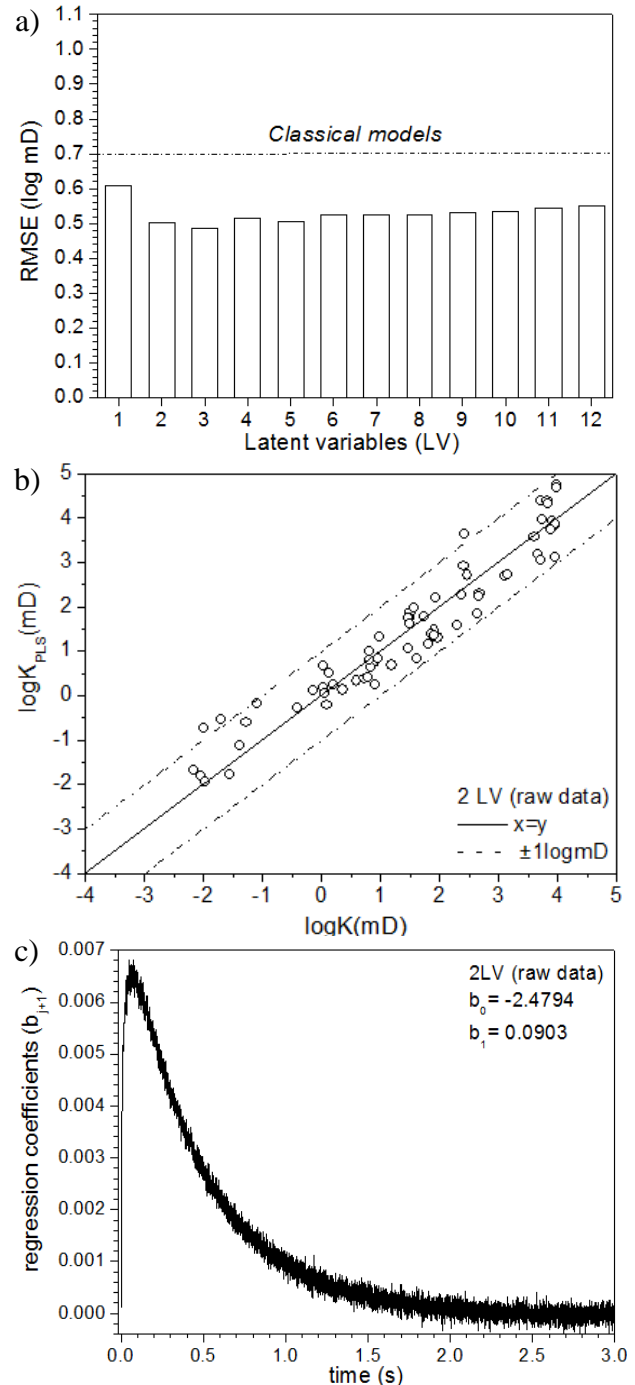 a)
1.1
1.0
0.9
0.8
0.7
0.6
0.5
0.4
0.3
0.2
0.1
0.0
RMSE (log mD)
Classical models
1 2 3 4 5 6 7 8 9 10 11 12
Latent variables (LV)
b)
5
4
3
2
1
0
-1
-2
-3
-4
logK_PLS(mD)
2 LV (raw data)
x=y
±1logmD
-4 -3 -2 -1 0 1 2 3 4 5
logK(mD)
c)
0.007
0.006
0.005
0.004
0.003
0.002
0.001
0.000
regression coefficients (b_j+1)
2LV (raw data)
b_0= -2.4794
b_1= 0.0903
0.0 0.5 1.0 1.5 2.0 2.5 3.0
time (s)